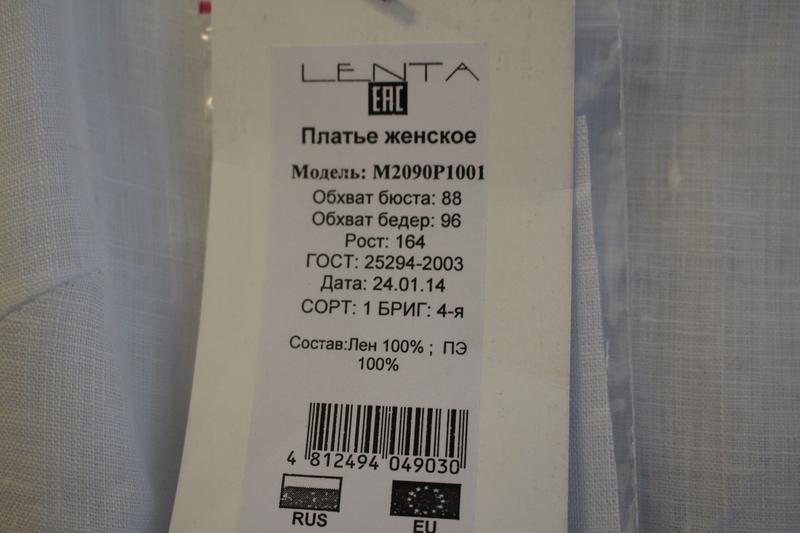 LENTA
EAC
Платье женское
Модель: M2090P1001
Обхват бюста: 88
Обхват бедер: 96
Рост: 164
ГОСТ: 25294-2003
Дата: 24.01.14
СОРТ: 1 БРИГ: 4-я
Состав:Лен 100% ; ПЭ
100%
4 812494 049030
RUS
EU